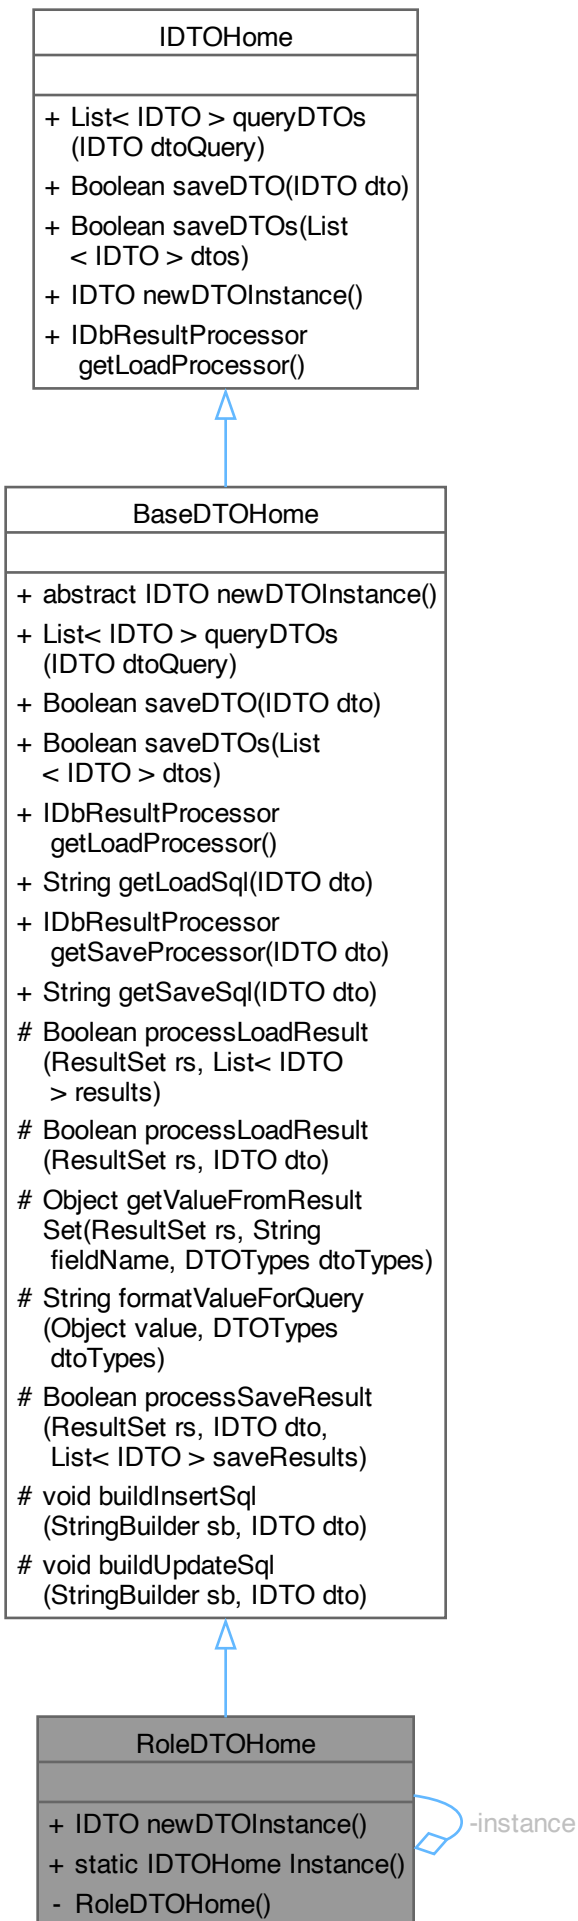 IDTOHome
+ List< IDTO > queryDTOs
(IDTO dtoQuery)
+ Boolean saveDTO(IDTO dto)
+ Boolean saveDTOs(List
< IDTO > dtos)
+ IDTO newDTOInstance()
+ IDbResultProcessor
getLoadProcessor()
BaseDTOHome
+ abstract IDTO newDTOInstance()
+ List< IDTO > queryDTOs
(IDTO dtoQuery)
+ Boolean saveDTO(IDTO dto)
+ Boolean saveDTOs(List
< IDTO > dtos)
+ IDbResultProcessor
getLoadProcessor()
+ String getLoadSql(IDTO dto)
+ IDbResultProcessor
getSaveProcessor(IDTO dto)
+ String getSaveSql(IDTO dto)
# Boolean processLoadResult
(ResultSet rs, List< IDTO
> results)
# Boolean processLoadResult
(ResultSet rs, IDTO dto)
# Object getValueFromResult
Set(ResultSet rs, String
fieldName, DTOTypes dtoTypes)
# String formatValueForQuery
(Object value, DTOTypes
dtoTypes)
# Boolean processSaveResult
(ResultSet rs, IDTO dto,
List< IDTO > saveResults)
# void buildInsertSql
(StringBuilder sb, IDTO dto)
# void buildUpdateSql
(StringBuilder sb, IDTO dto)
RoleDTOHome
+ IDTO newDTOInstance()
+ static IDTOHome Instance()
- RoleDTOHome()
-instance